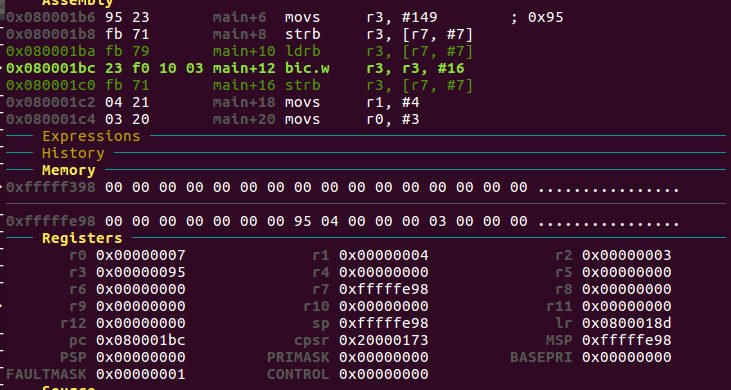 Assembly
0x080001b6 95 23 main+6 movs r3, #149 ; 0x95
0x080001b8 fb 71 main+8 strb r3, [r7, #7]
0x080001ba fb 79 main+10 ldrb r3, [r7, #7]
0x080001bc 23 f0 10 03 main+12 bic.w r3, r3, #16
0x080001c0 fb 71 main+16 strb r3, [r7, #7]
0x080001c2 04 21 main+18 movs r1, #4
0x080001c4 03 20 main+20 movs r0, #3
Expressions
History
Memory
0xfffff398 00 00 00 00 00 00 00 00 00 00 00 00 00 00 00 00 ................
0xfffffe98 00 00 00 00 00 00 00 95 04 00 00 00 03 00 00 00 ................
Registers
r0 0x00000007 r1 0x00000004 r2 0x00000003
r3 0x00000095 r4 0x00000000 r5 0x00000000
r6 0x00000000 r7 0xfffffe98 r8 0x00000000
r9 0x00000000 r10 0x00000000 r11 0x00000000
r12 0x00000000 sp 0xfffffe98 lr 0x0800018d
pc 0x080001bc cpsr 0x20000173 MSP 0xfffffe98
PSP 0x00000000 PRIMASK 0x00000000 BASEPRI 0x00000000
FAULTMASK 0x00000001 CONTROL 0x00000000
Source